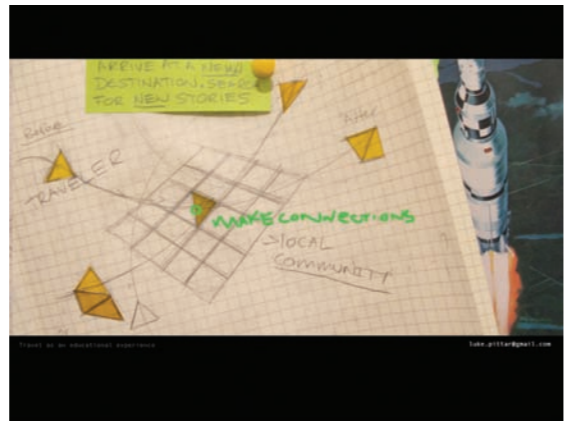 ARRIVE AT A NEW
DESTINATION. SEARCH
FOR NEW STORIES
Before
After
TRAVELER
MAKE CONNECTIONS
→LOCAL
COMMUNITY
Travel as an educational experience
luke.pittar@gmail.com